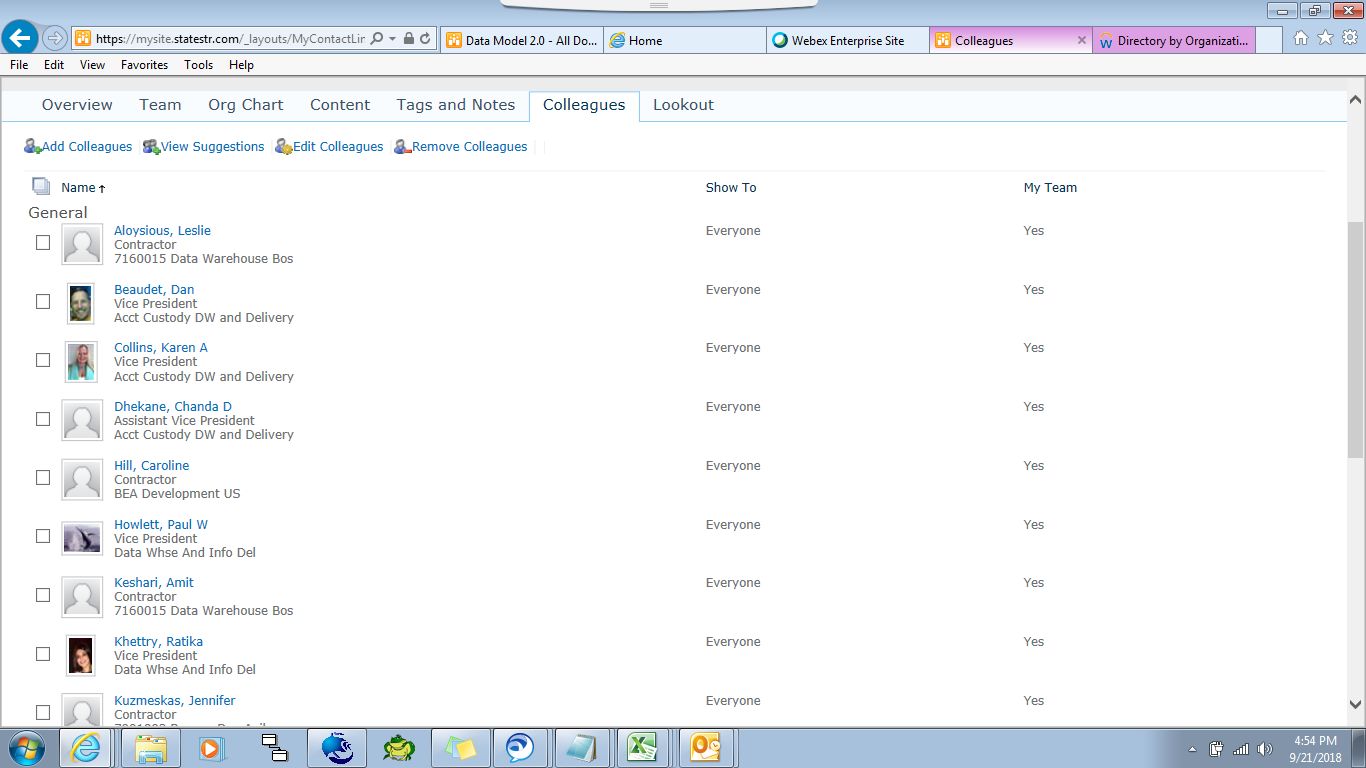 https://mysite.statestr.com/_layouts/MyContactLin
Data Model 2.0 - All Do...
Home
Webex Enterprise Site
Colleagues
Directory by Organizati...
File Edit View Favorites Tools Help
Overview Team Org Chart Content Tags and Notes Colleagues Lookout
Add Colleagues View Suggestions Edit Colleagues Remove Colleagues
Name Show To My Team
General
Aloysious, Leslie Everyone Yes
Contractor
7160015 Data Warehouse Bos
Beaudet, Dan Everyone Yes
Vice President
Acct Custody DW and Delivery
Collins, Karen A Everyone Yes
Vice President
Acct Custody DW and Delivery
Dhekane, Chanda D Everyone Yes
Assistant Vice President
Acct Custody DW and Delivery
Hill, Caroline Everyone Yes
Contractor
BEA Development US
Howlett, Paul W Everyone Yes
Vice President
Data Whse And Info Del
Keshari, Amit Everyone Yes
Contractor
7160015 Data Warehouse Bos
Khettry, Ratika Everyone Yes
Vice President
Data Whse And Info Del
Kuzmeskas, Jennifer Everyone Yes
Contractor
4:54 PM
9/21/2018